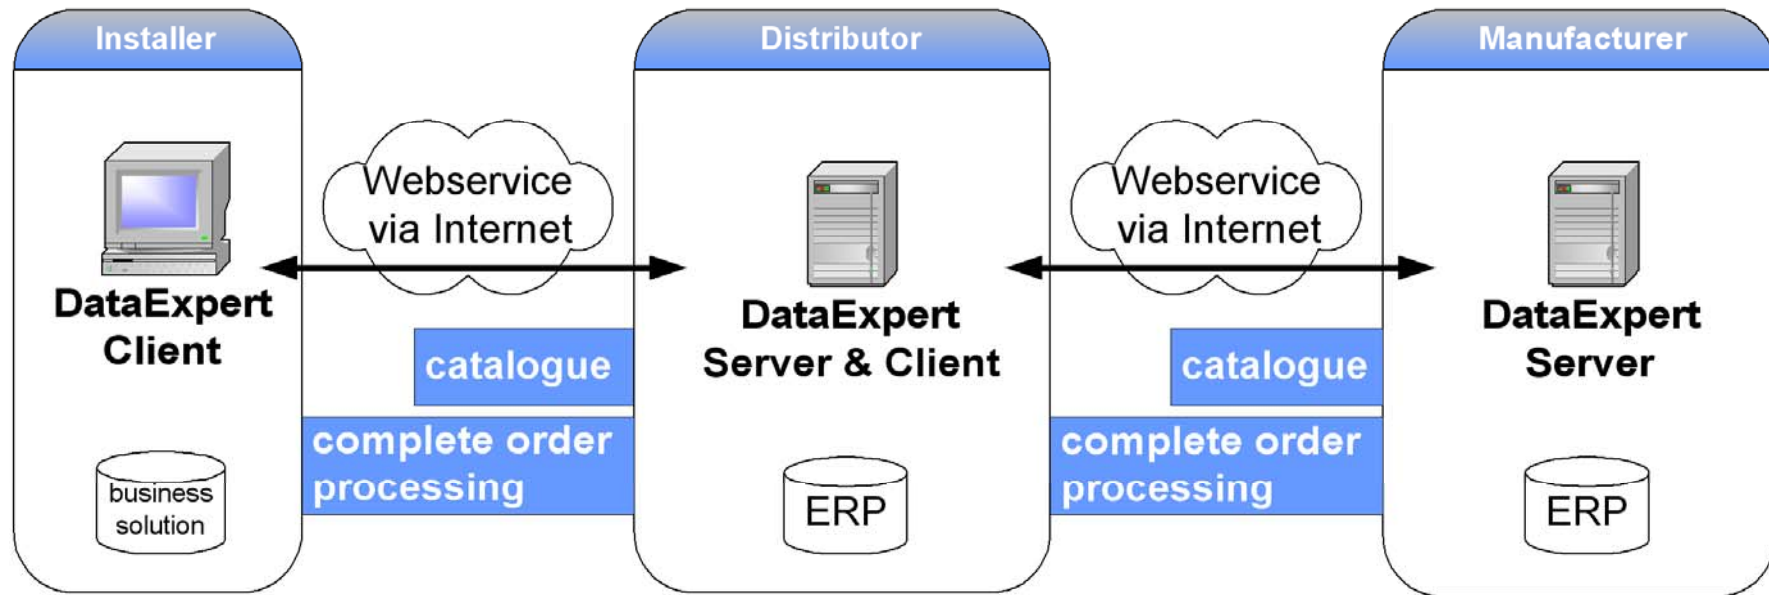 Installer
Distributor
Manufacturer
Webservice
via Internet
Webservice
via Internet
DataExpert
Client
DataExpert
Server & Client
DataExpert
Server
catalogue
catalogue
complete order
processing
complete order
processing
business
solution
ERP
ERP